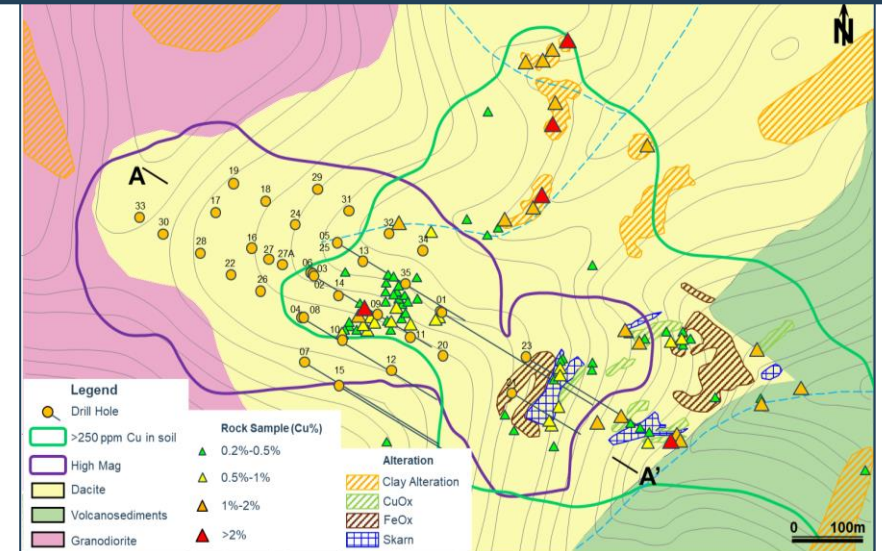 N
A
19
29
18
17
31
33
24
32
30
05
25
34
16
28
27
27A
13
06
03
22
35
02
14
26
01
09
04
08
11
10
20
23
07
12
15
21
A'
Legend
Drill Hole
>250 ppm Cu in soil
High Mag
Dacite
Volcanosediments
Granodiorite
Rock Sample (Cu%)
0.2%-0.5%
0.5%-1%
1%-2%
>2%
Alteration
Clay Alteration
CuOx
FeOx
Skarn
0 100m